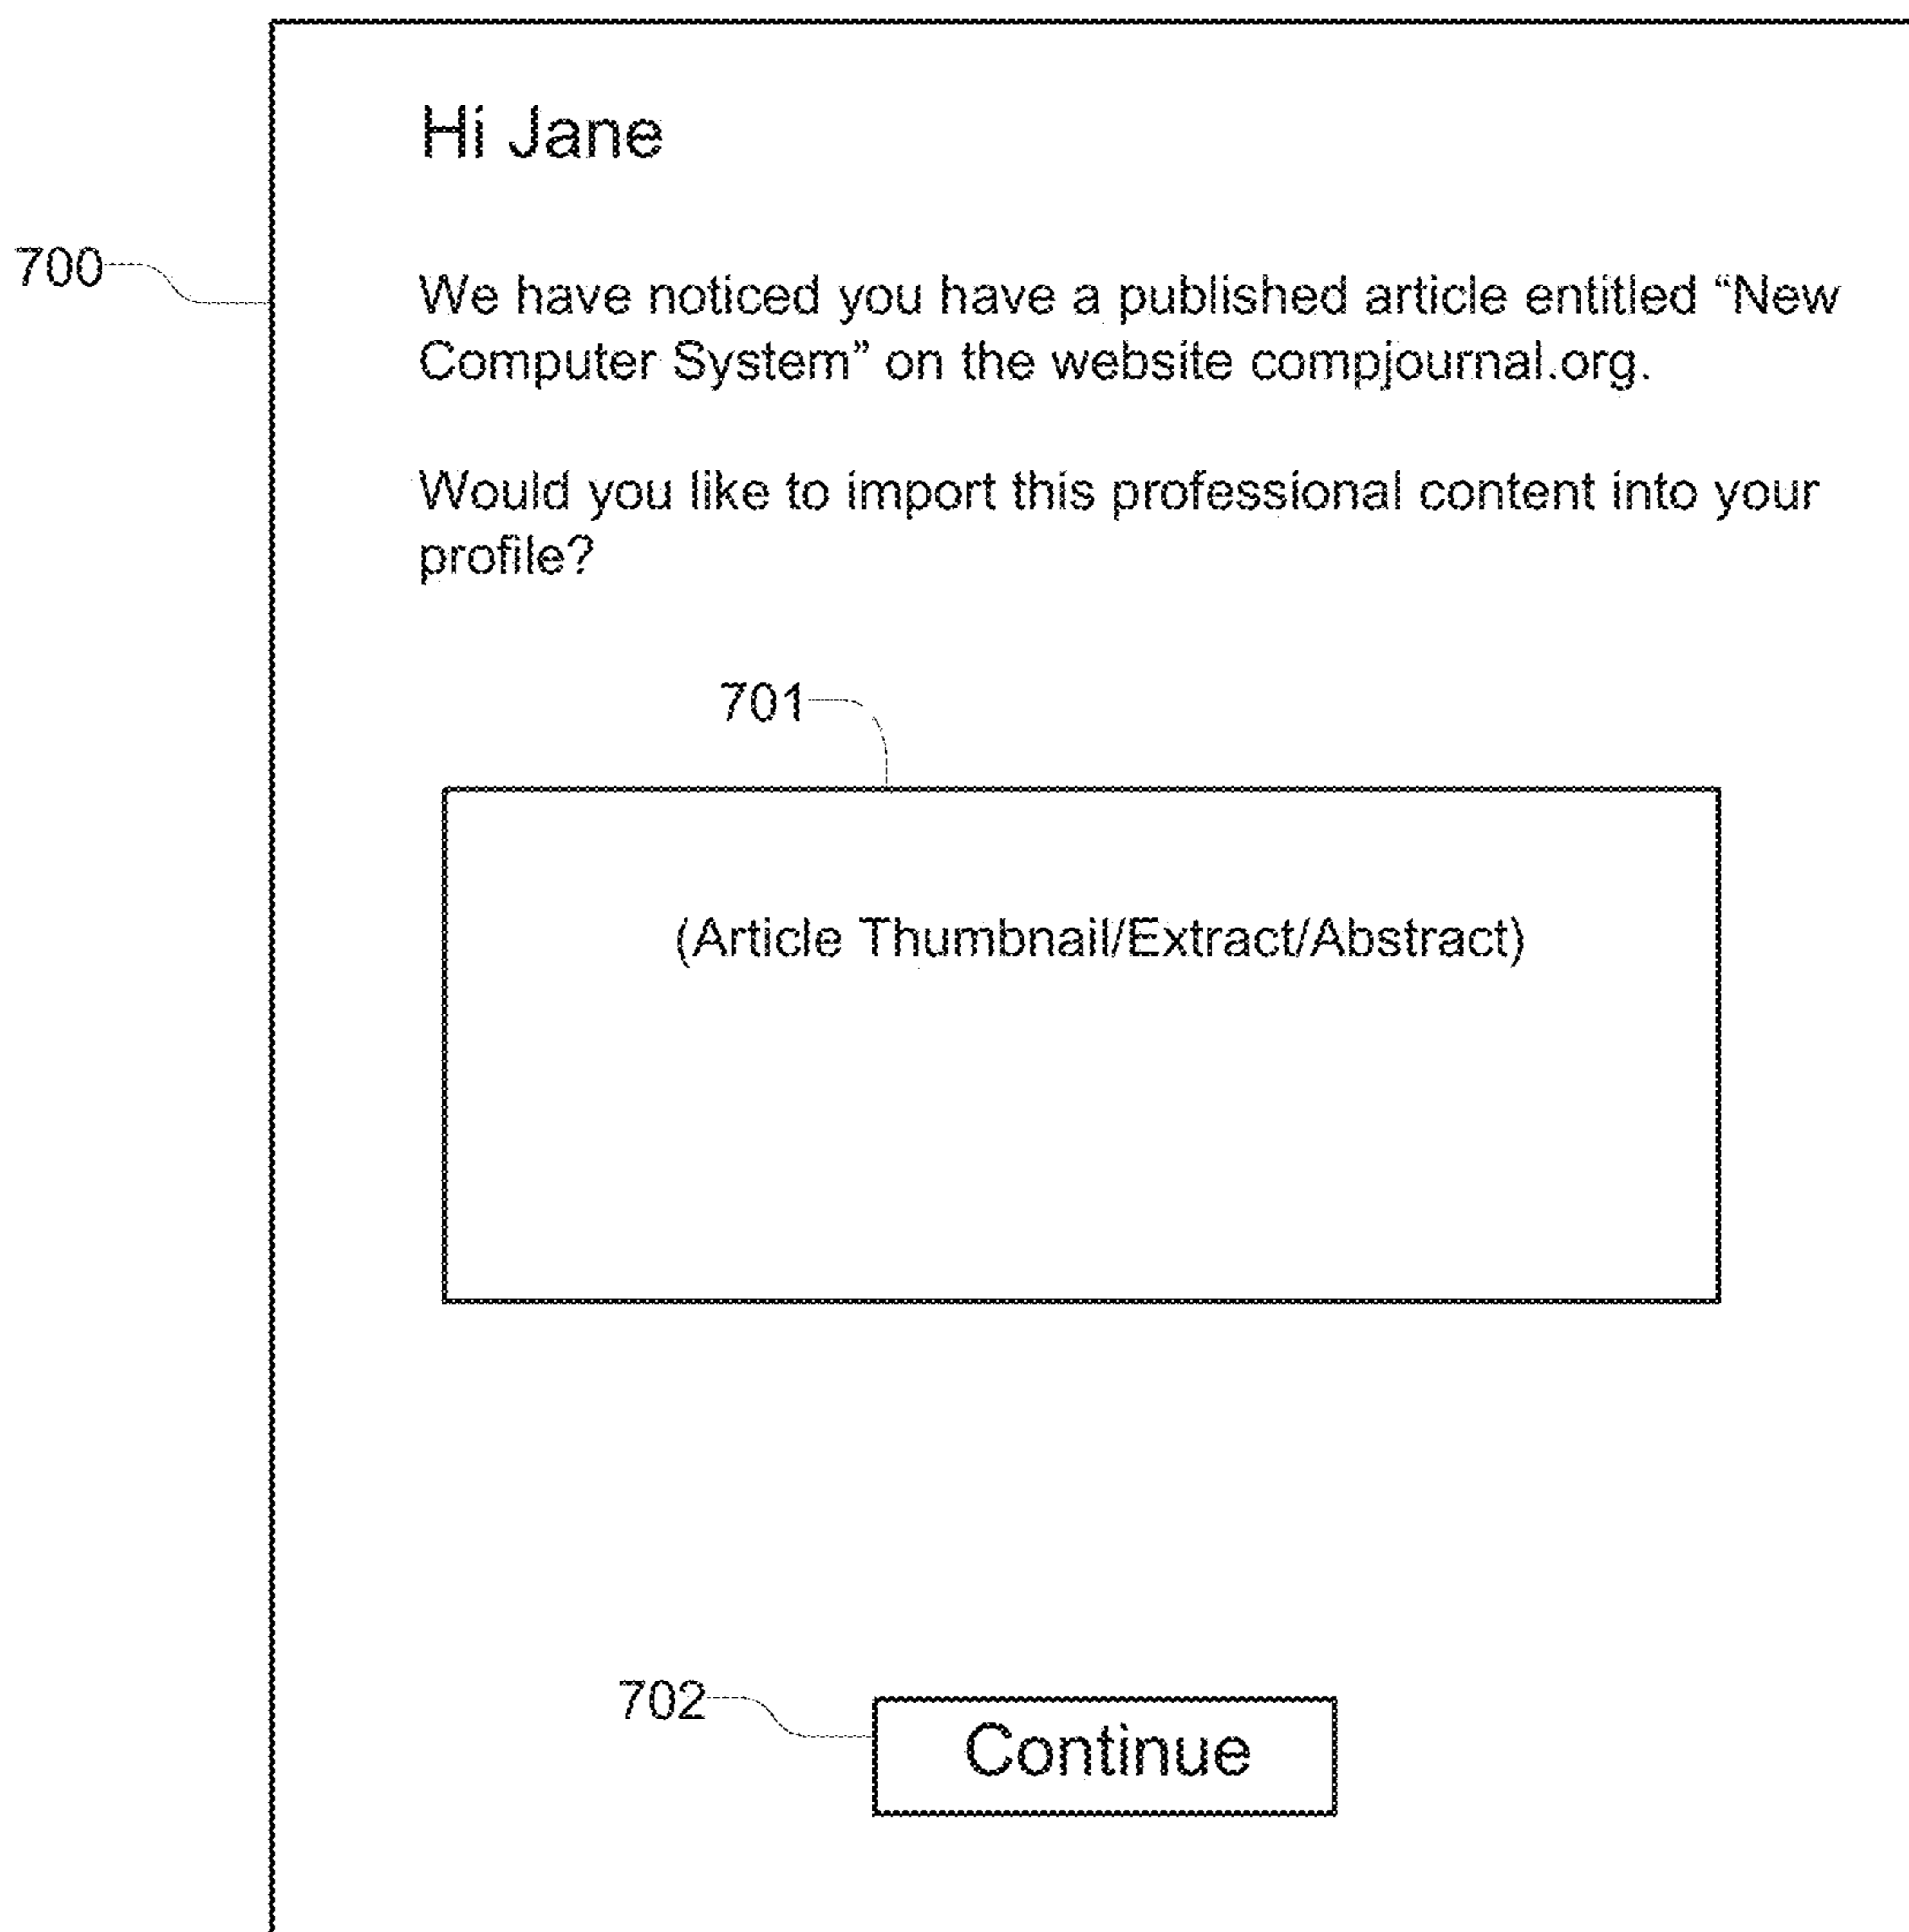 Hi Jane
700
We have noticed you have a published article entitled “New
Computer System” on the website compjournal.org.
Would you like to import this professional content into your
profile?
701
(Article Thumbnail/Extract/Abstract)
702
Continue